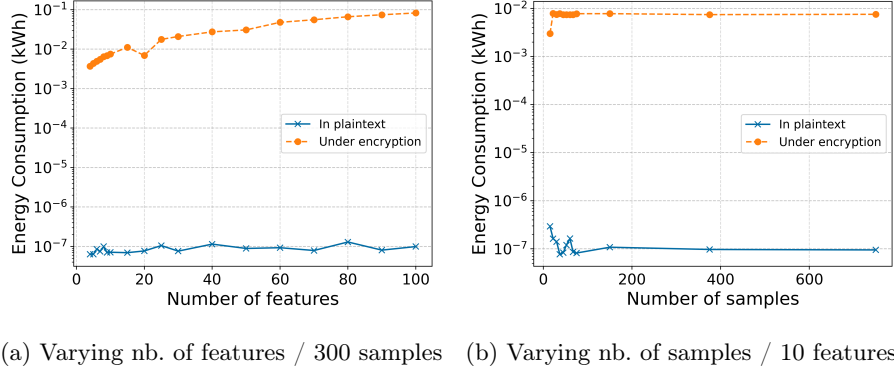 Energy Consumption (kWh)
10⁻¹
10⁻²
10⁻³
10⁻⁴
10⁻⁵
10⁻⁶
10⁻⁷
In plaintext
Under encryption
0 20 40 60 80 100
Number of features
(a) Varying nb. of features / 300 samples
Energy Consumption (kWh)
10⁻²
10⁻³
10⁻⁴
10⁻⁵
10⁻⁶
10⁻⁷
In plaintext
Under encryption
0 200 400 600
Number of samples
(b) Varying nb. of samples / 10 features